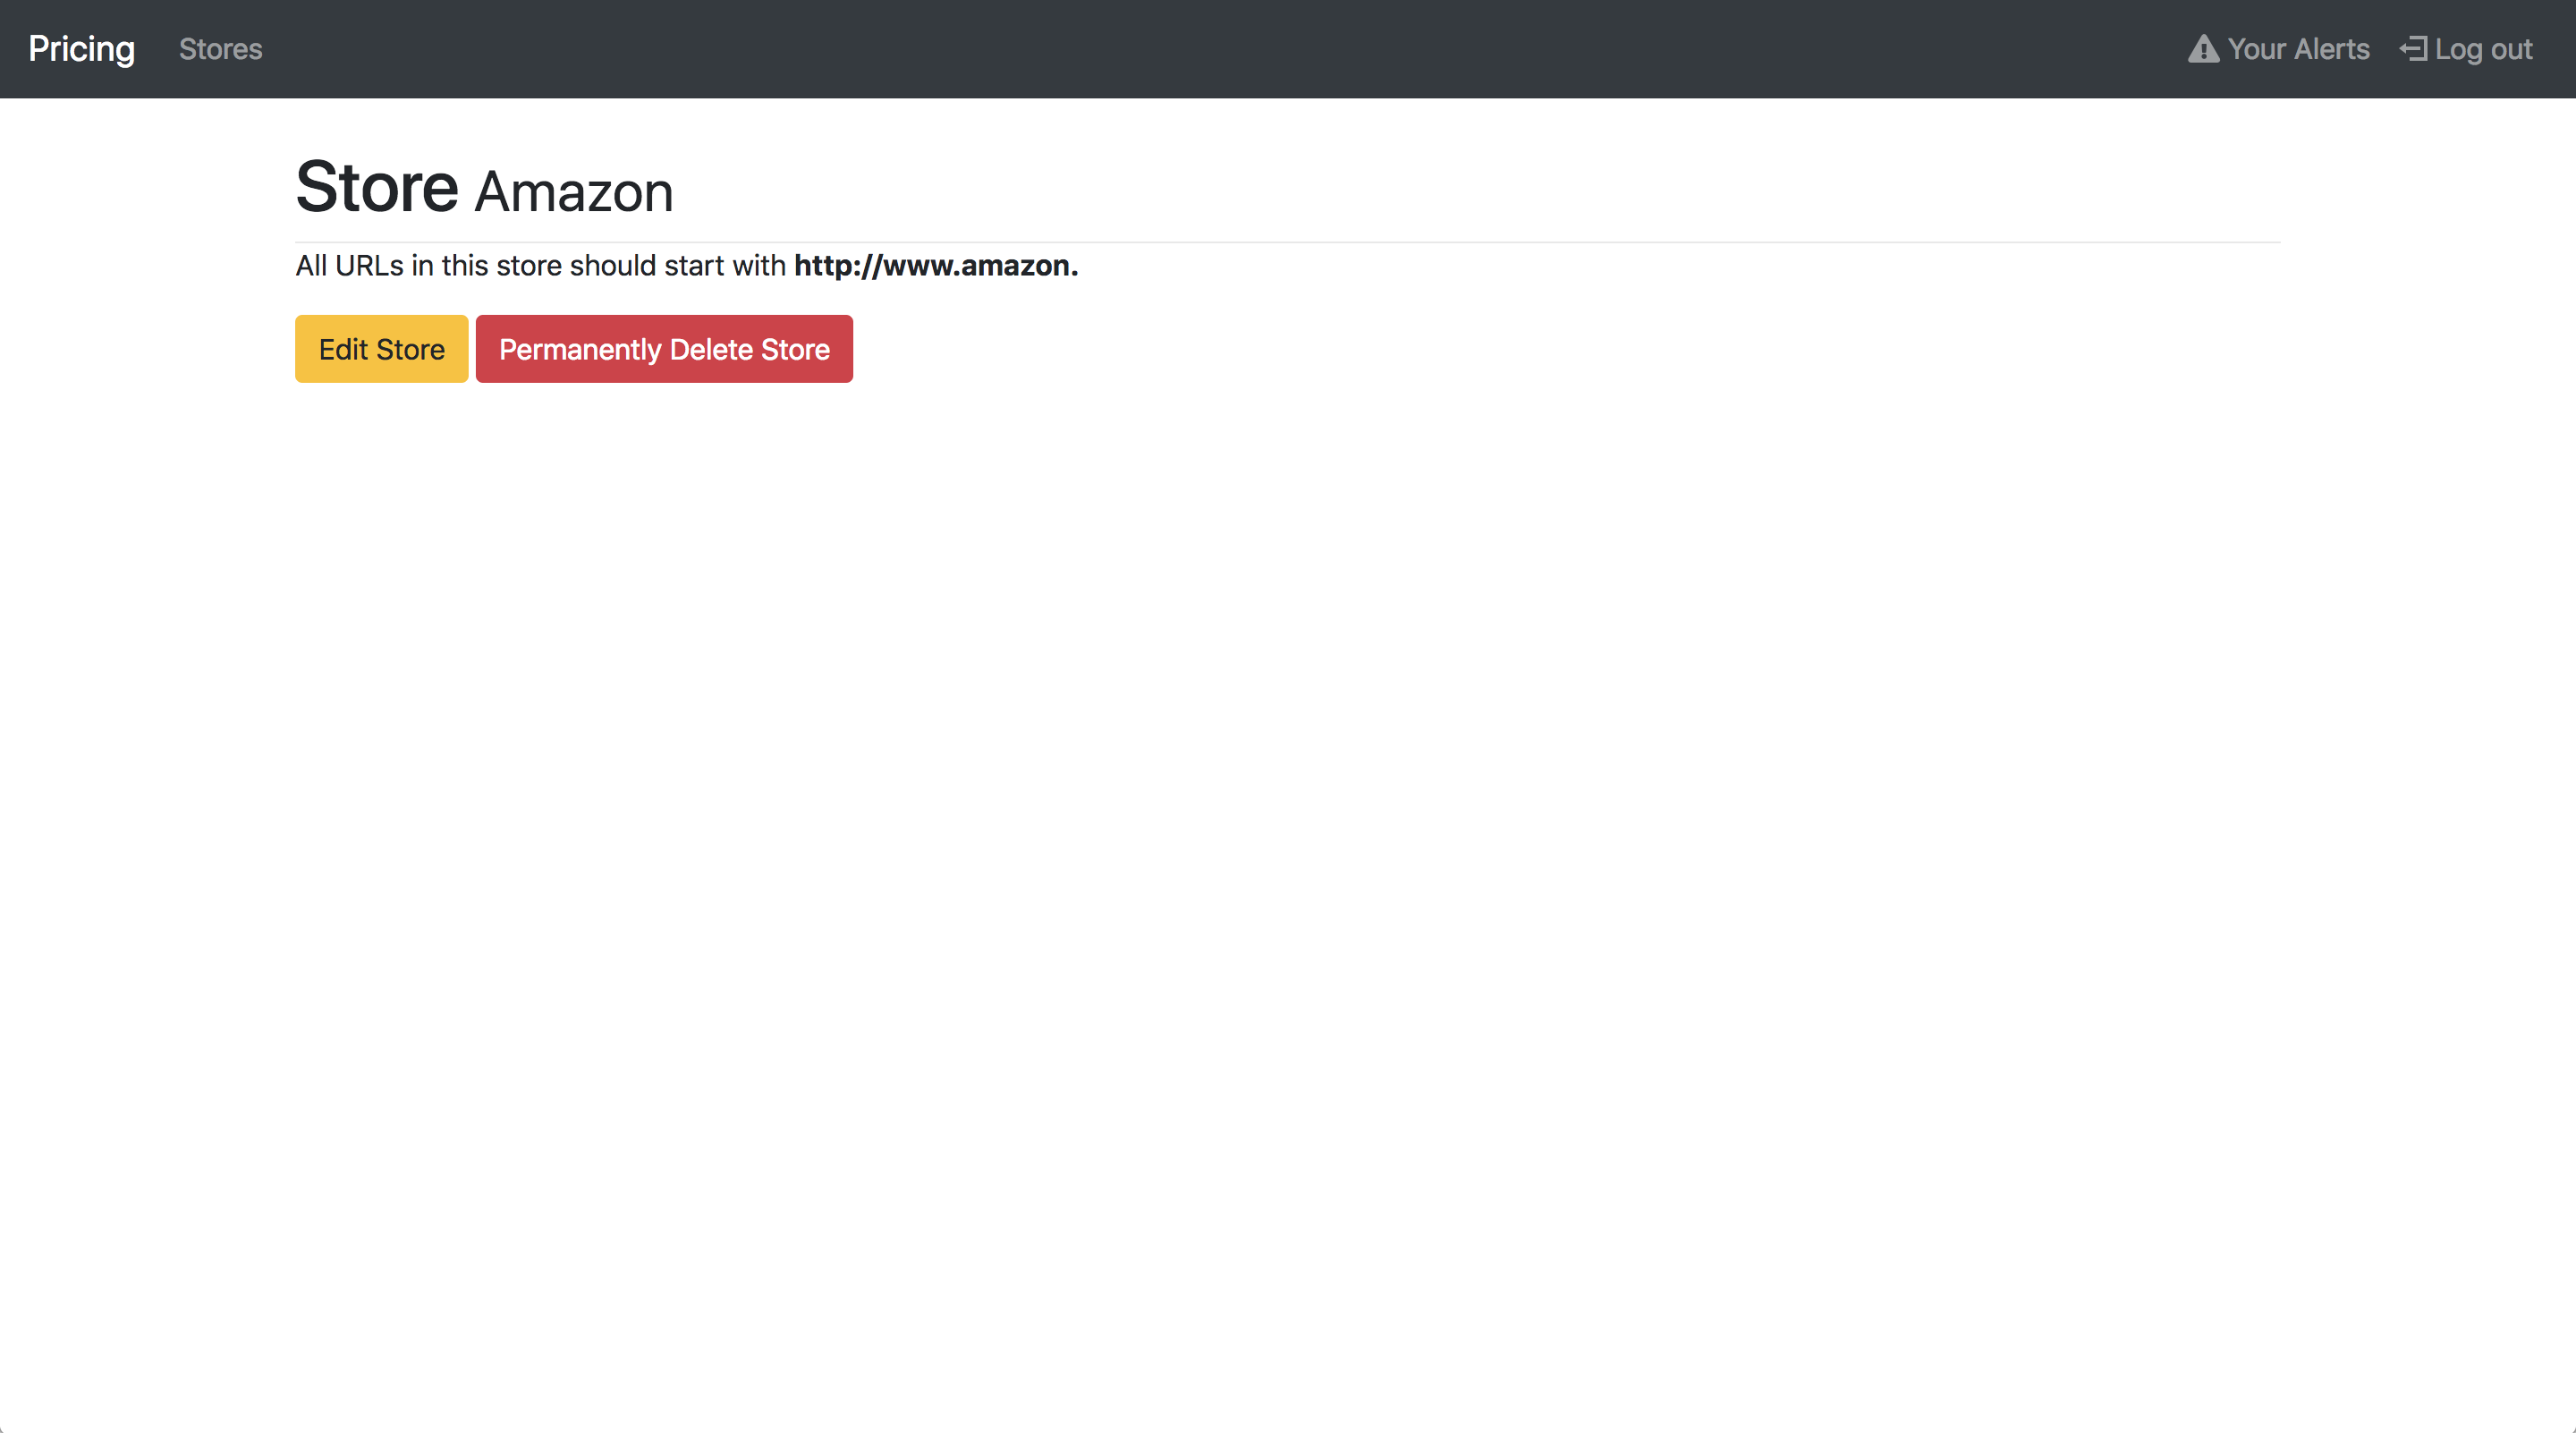 Pricing Stores Your Alerts Log out
Store Amazon
All URLs in this store should start with http://www.amazon.
Edit Store Permanently Delete Store